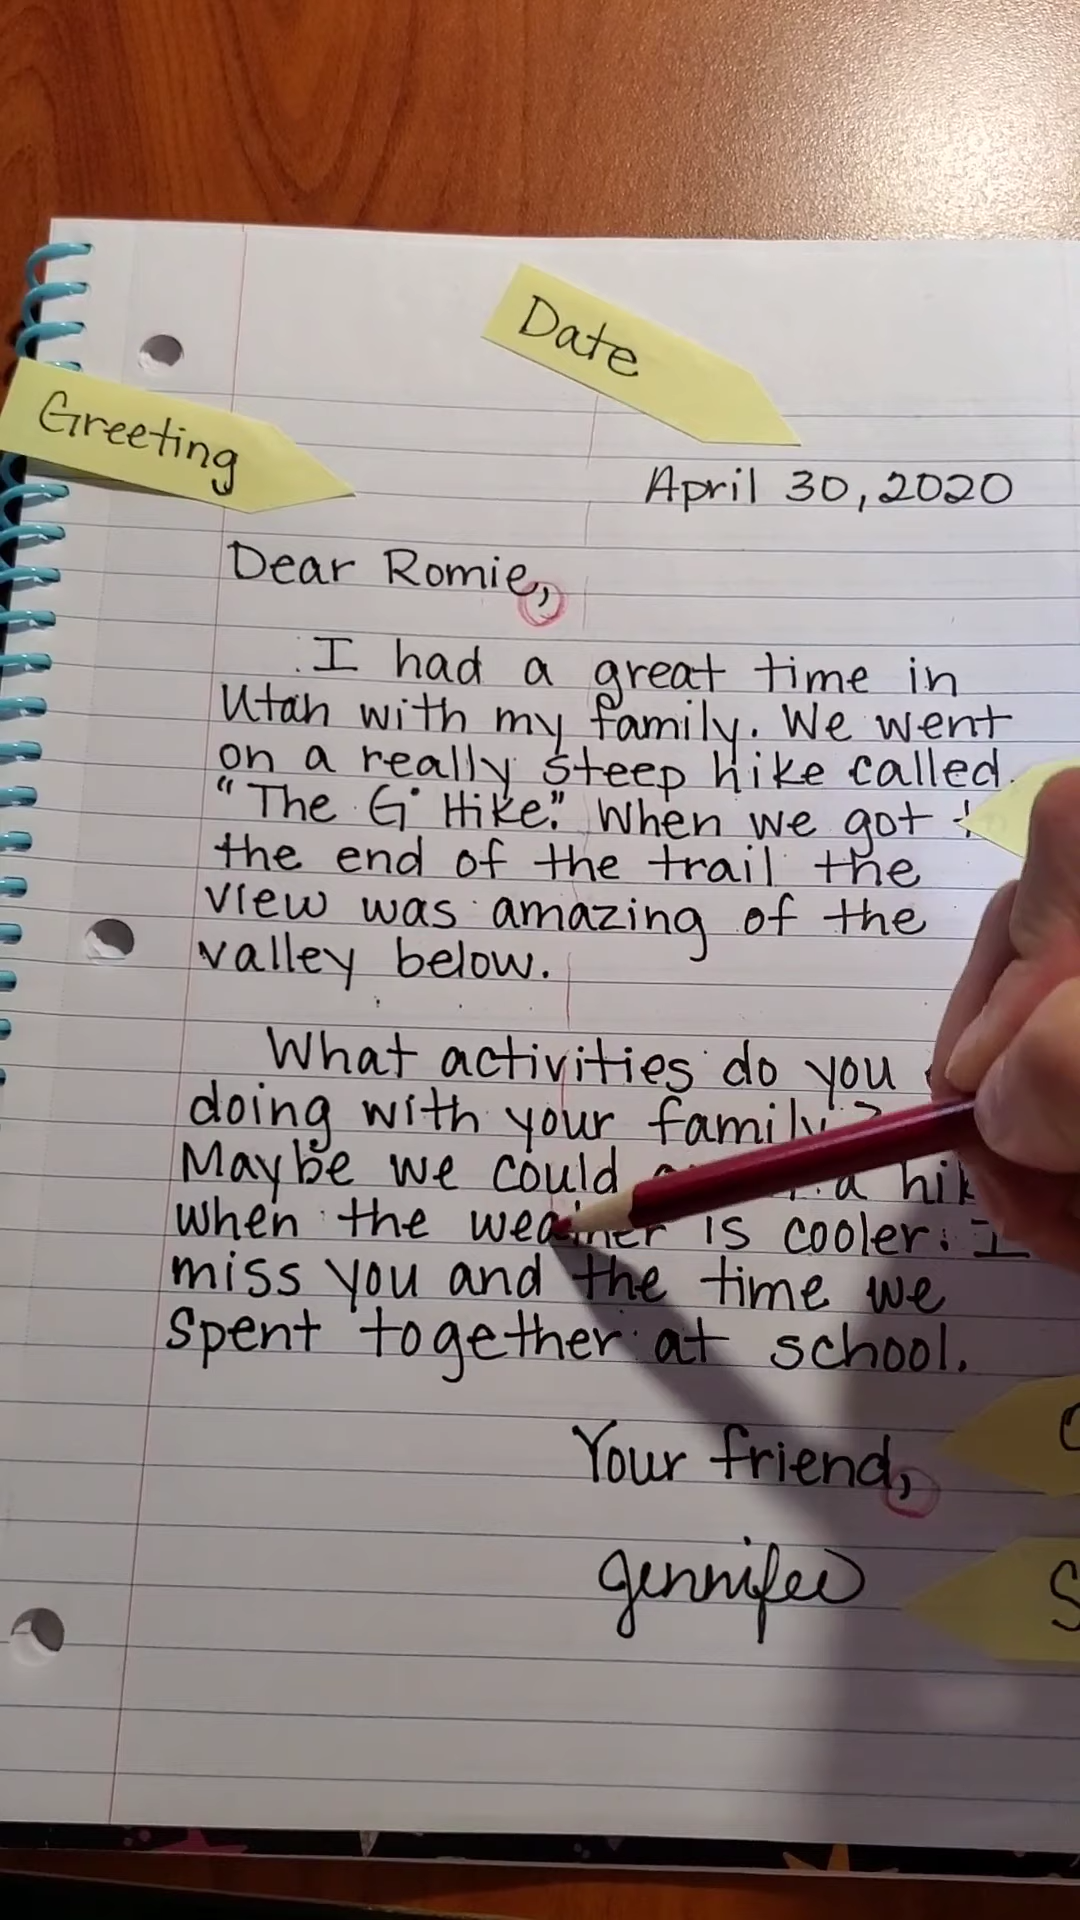 Date
Greeting
April 30, 2020
Dear Romie,
I had a great time in
Utah with my family. We went
on a really steep hike called
"The G Hike." When we got
the end of the trail the
view was amazing of the
valley below.
What activities do you
doing with your family?
Maybe we could a
when the weather is cooler. I
miss you and the time we
spent together at school.
Your friend,
Jennifer